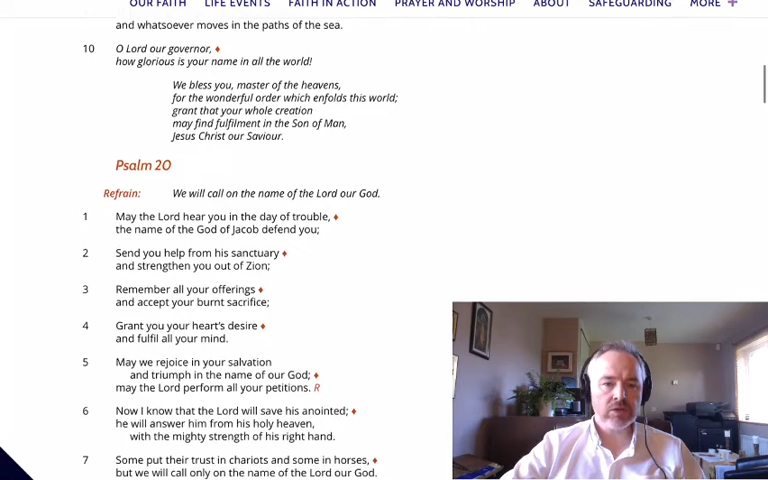 OUR FAITH LIFE EVENTS FAITH IN ACTION PRAYER AND WORSHIP ABOUT SAFEGUARDING MORE +
and whatsoever moves in the paths of the sea.
10 O Lord our governor, ♦
how glorious is your name in all the world!
We bless you, master of the heavens,
for the wonderful order which enfolds this world;
grant that your whole creation
may find fulfilment in the Son of Man,
Jesus Christ our Saviour.
Psalm 20
Refrain: We will call on the name of the Lord our God.
1 May the Lord hear you in the day of trouble, ♦
the name of the God of Jacob defend you;
2 Send you help from his sanctuary ♦
and strengthen you out of Zion;
3 Remember all your offerings ♦
and accept your burnt sacrifice;
4 Grant you your heart's desire ♦
and fulfil all your mind.
5 May we rejoice in your salvation
and triumph in the name of our God; ♦
may the Lord perform all your petitions. R
6 Now I know that the Lord will save his anointed; ♦
he will answer him from his holy heaven,
with the mighty strength of his right hand.
7 Some put their trust in chariots and some in horses, ♦
but we will call only on the name of the Lord our God.